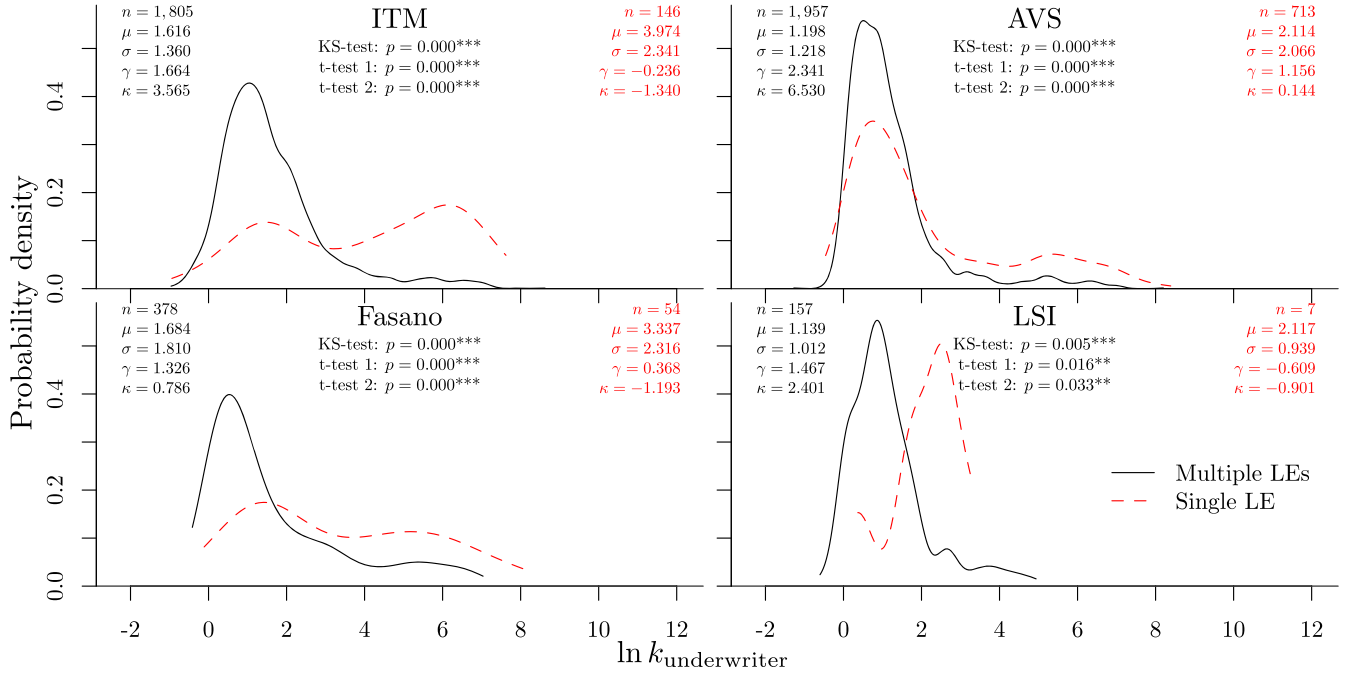 ITM
n = 1, 805
μ = 1.616
σ = 1.360
γ = 1.664
κ = 3.565
KS-test: p = 0.000***
t-test 1: p = 0.000***
t-test 2: p = 0.000***
n = 146
μ = 3.974
σ = 2.341
γ = −0.236
κ = −1.340
AVS
n = 1, 957
μ = 1.198
σ = 1.218
γ = 2.341
κ = 6.530
KS-test: p = 0.000***
t-test 1: p = 0.000***
t-test 2: p = 0.000***
n = 713
μ = 2.114
σ = 2.066
γ = 1.156
κ = 0.144
0.4
0.2
0.0
Probability density
Fasano
n = 378
μ = 1.684
σ = 1.810
γ = 1.326
κ = 0.786
KS-test: p = 0.000***
t-test 1: p = 0.000***
t-test 2: p = 0.000***
n = 54
μ = 3.337
σ = 2.316
γ = 0.368
κ = −1.193
LSI
n = 157
μ = 1.139
σ = 1.012
γ = 1.467
κ = 2.401
KS-test: p = 0.005***
t-test 1: p = 0.016**
t-test 2: p = 0.033**
n = 7
μ = 2.117
σ = 0.939
γ = −0.609
κ = −0.901
0.4
0.2
0.0
Multiple LEs
Single LE
-2 0 2 4 6 8 10 12
-2 0 2 4 6 8 10 12
ln k underwriter